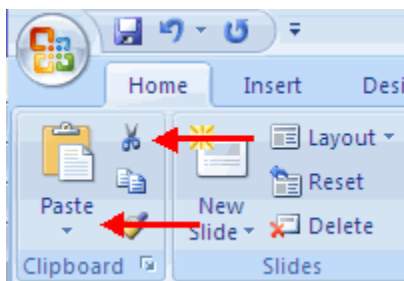 Home Insert Desi
Layout
Reset
Paste New
Slide Delete
Clipboard Slides